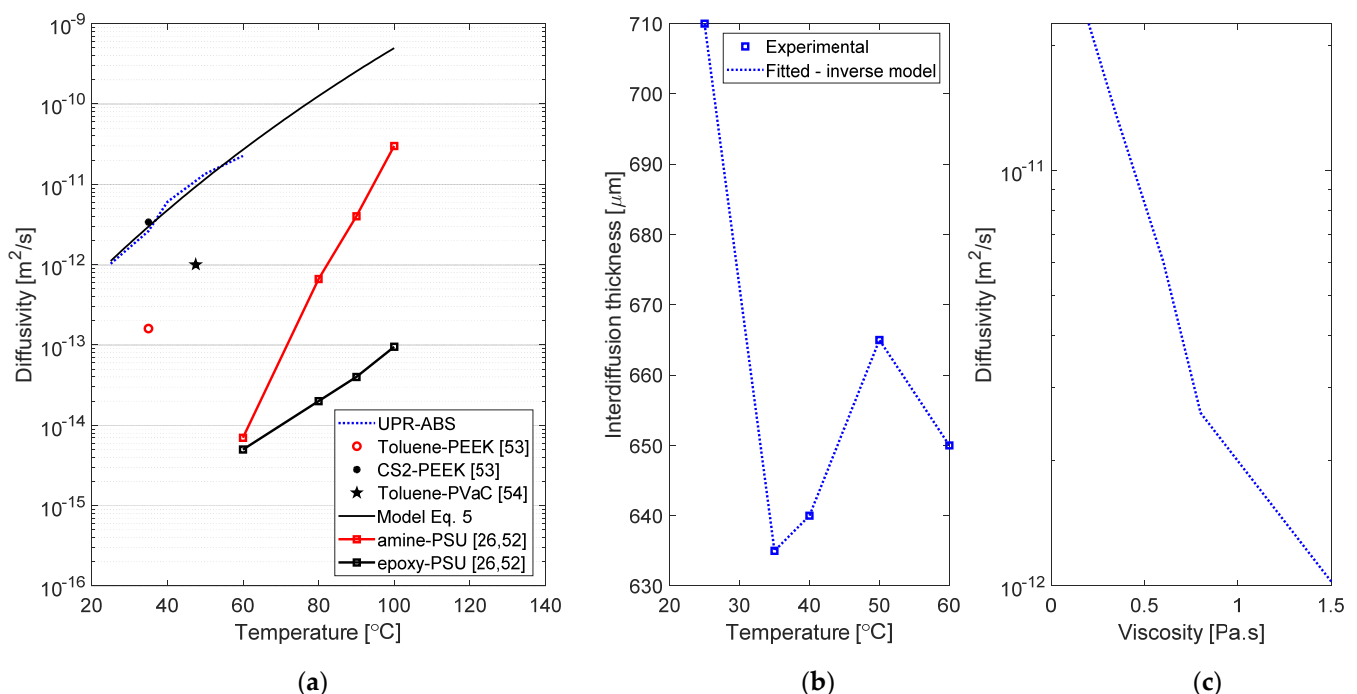 Diffusivity [m²/s]
10⁻⁹
10⁻¹⁰
10⁻¹¹
10⁻¹²
10⁻¹³
10⁻¹⁴
10⁻¹⁵
10⁻¹⁶
20 40 60 80 100 120 140
Temperature [°C]
UPR-ABS
Toluene-PEEK [53]
CS2-PEEK [53]
Toluene-PVaC [54]
Model Eq. 5
amine-PSU [26,52]
epoxy-PSU [26,52]
(a)
Interdiffusion thickness [μm]
710
700
690
680
670
660
650
640
630
20 30 40 50 60
Temperature [°C]
Experimental
Fitted - inverse model
(b)
Diffusivity [m²/s]
10⁻¹¹
10⁻¹²
0 0.5 1 1.5
Viscosity [Pa.s]
(c)